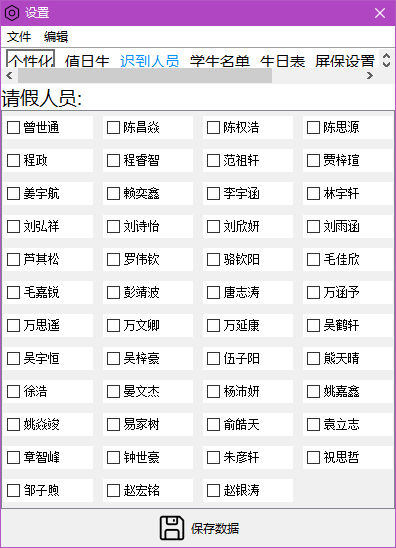 设置
文件 编辑
个性化 值日生 迟到人员 学生名单 生日表 屏保设置
请假人员:
曾世通 陈昌焱 陈权浩 陈思源
程政 程睿智 范祖轩 贾梓瑄
姜宇航 赖奕鑫 李宇涵 林宇轩
刘弘祥 刘诗怡 刘欣妍 刘雨涵
芦其松 罗伟钦 骆钦阳 毛佳欣
毛嘉锐 彭靖波 唐志涛 万涵予
万思遥 万文卿 万延康 吴鹤轩
吴宇恒 吴梓豪 伍子阳 熊天晴
徐浩 晏文杰 杨沛妍 姚嘉鑫
姚焱竣 易家树 俞皓天 袁立志
章智峰 钟世豪 朱彦轩 祝思哲
邹子煦 赵宏铭 赵银涛
保存数据